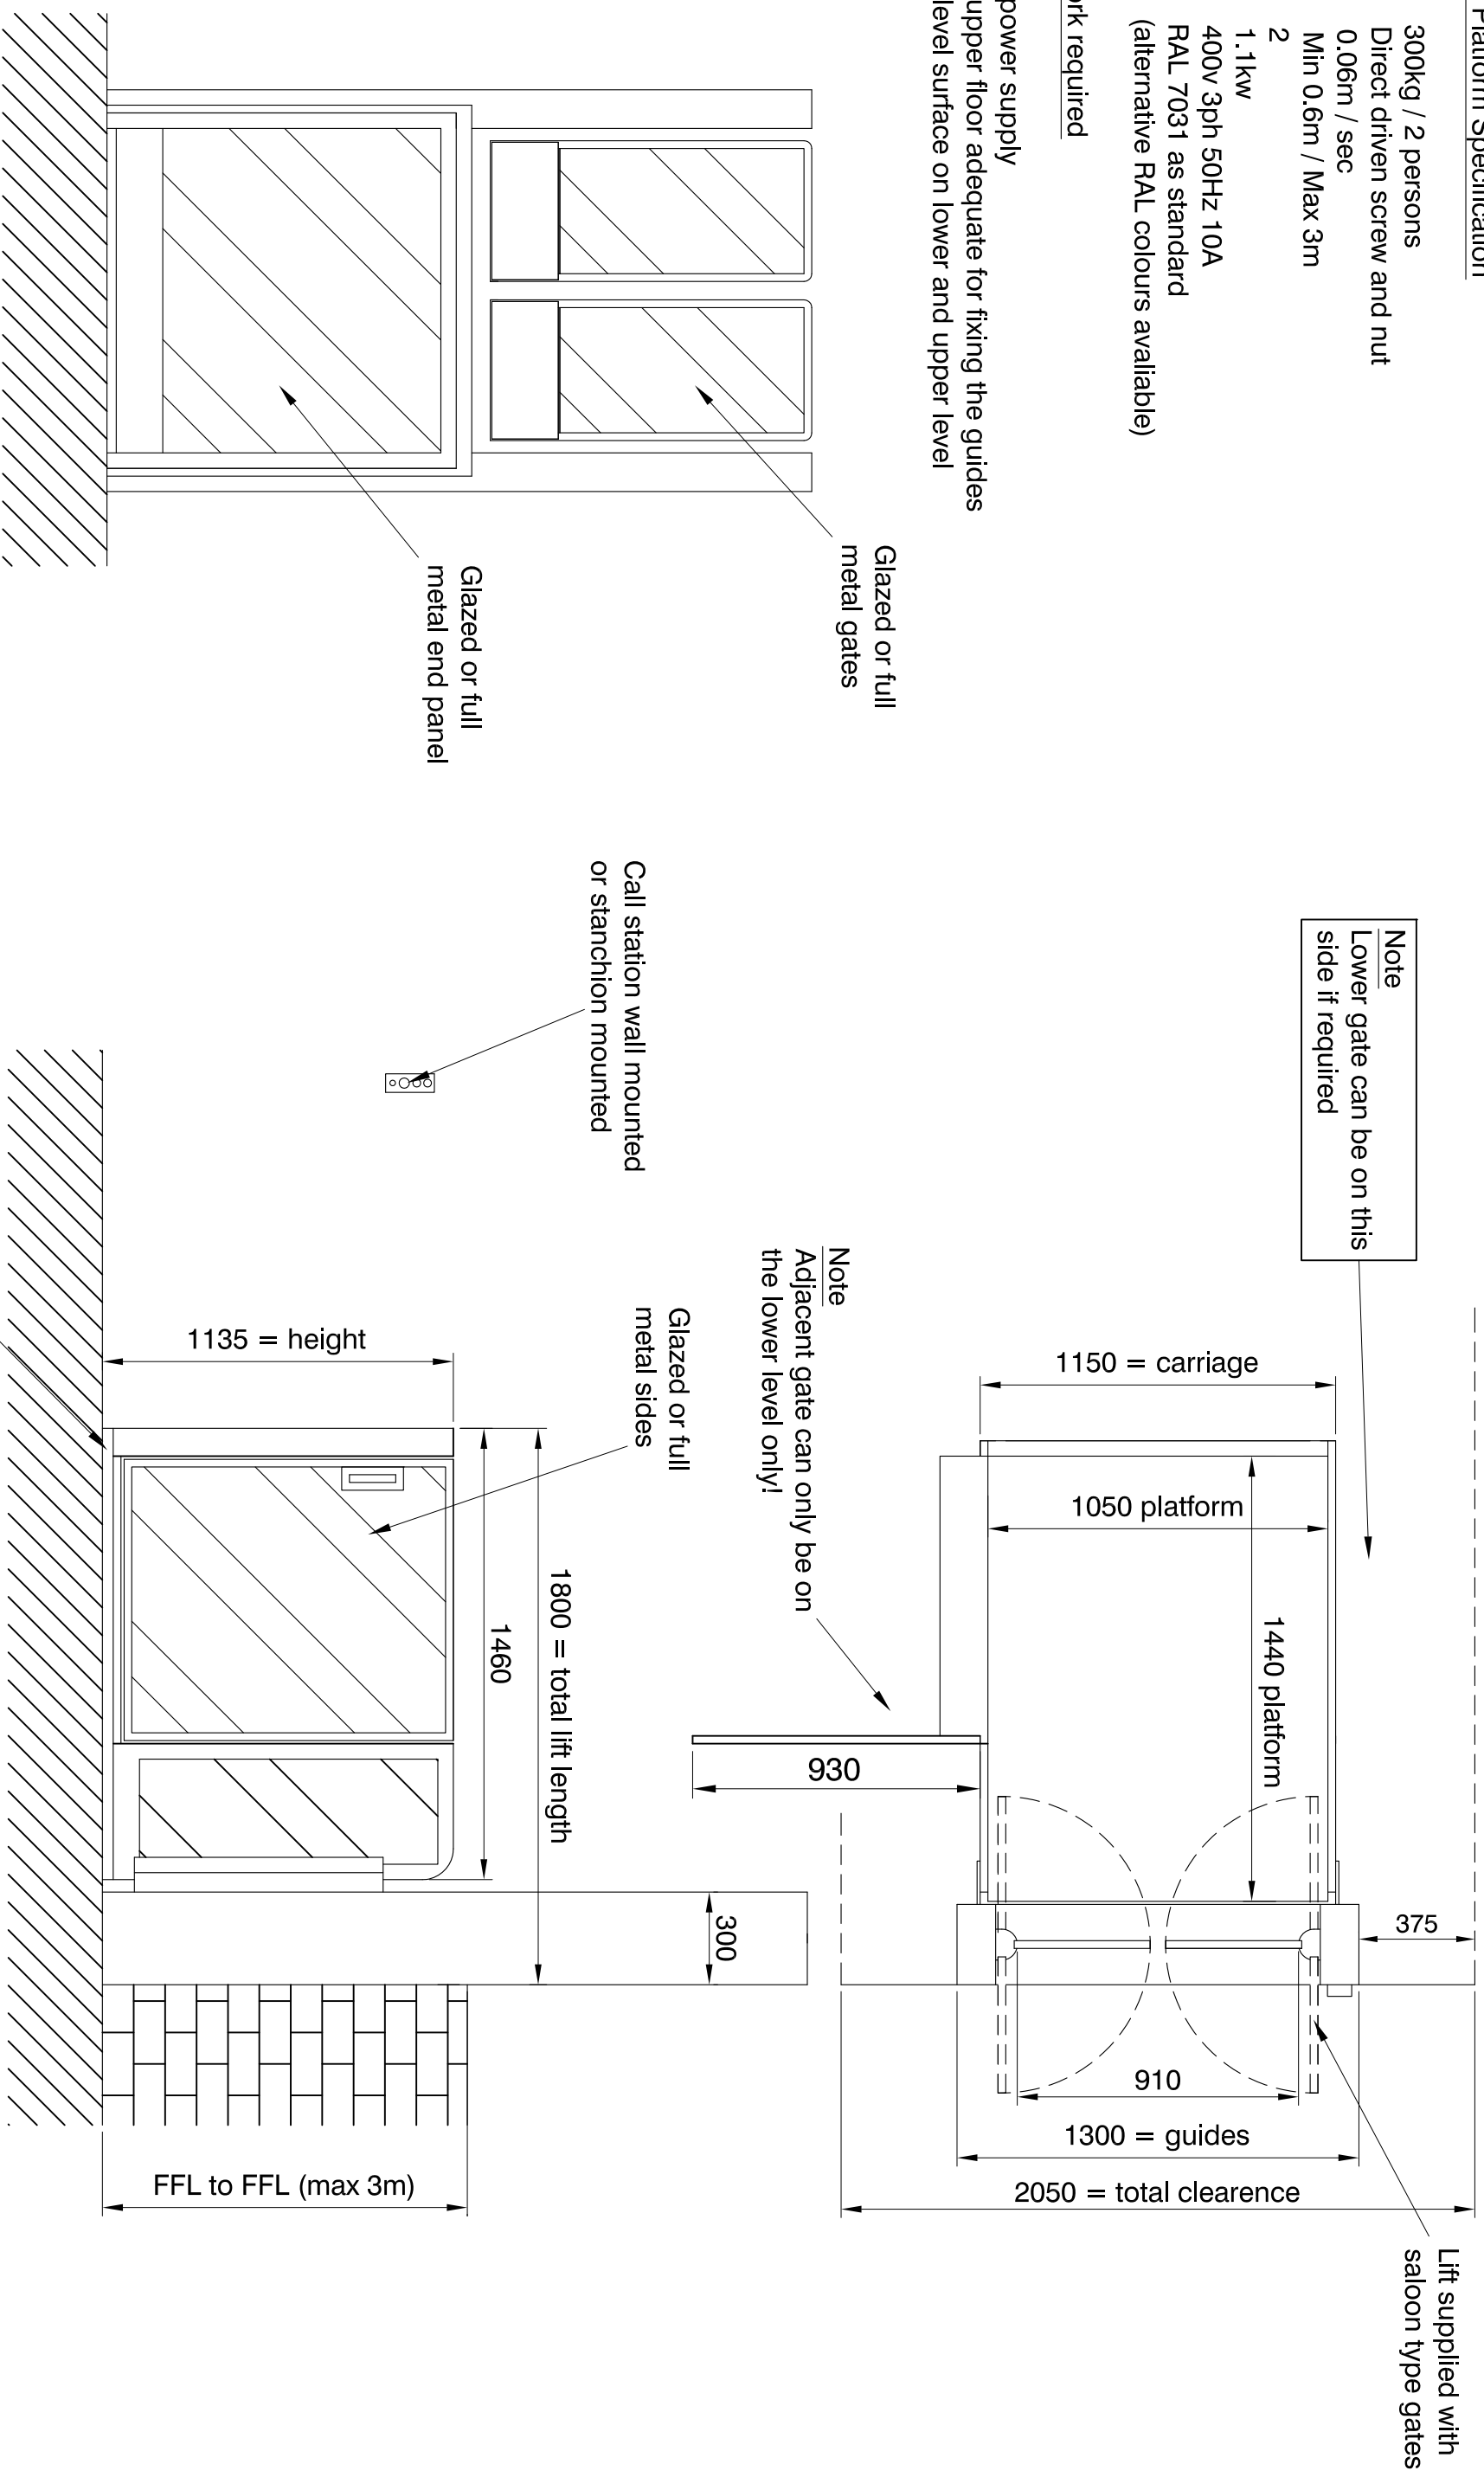 Platform Specification
300kg / 2 persons
Direct driven screw and nut
0.06m / sec
Min 0.6m / Max 3m
2
1.1kw
400v 3ph 50Hz 10A
RAL 7031 as standard
(alternative RAL colours avaliable)
rk required
power supply
upper floor adequate for fixing the guides
level surface on lower and upper level
Glazed or full
metal gates
Glazed or full
metal end panel
Note
Lower gate can be on this
side if required
1150 = carriage
1050 platform
1440 platform
375
Lift supplied with
saloon type gates
910
1300 = guides
2050 = total clearence
Note
Adjacent gate can only be on
the lower level only!
930
Call station wall mounted
or stanchion mounted
Glazed or full
metal sides
1135 = height
1460
1800 = total lift length
300
FFL to FFL (max 3m)